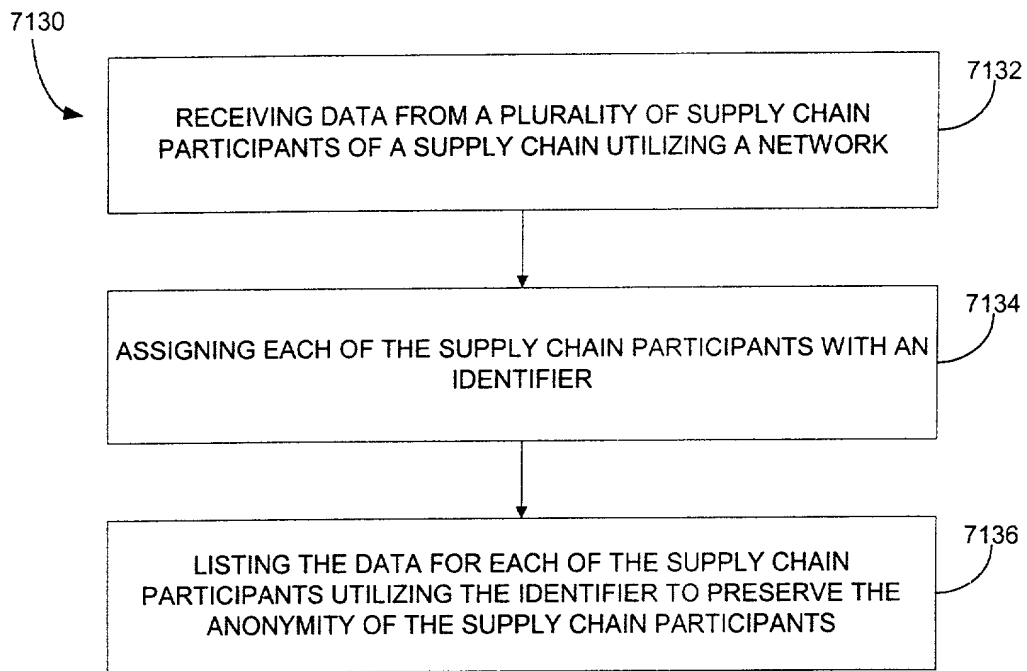 7130
7132
RECEIVING DATA FROM A PLURALITY OF SUPPLY CHAIN
PARTICIPANTS OF A SUPPLY CHAIN UTILIZING A NETWORK
7134
ASSIGNING EACH OF THE SUPPLY CHAIN PARTICIPANTS WITH AN
IDENTIFIER
7136
LISTING THE DATA FOR EACH OF THE SUPPLY CHAIN
PARTICIPANTS UTILIZING THE IDENTIFIER TO PRESERVE THE
ANONYMITY OF THE SUPPLY CHAIN PARTICIPANTS